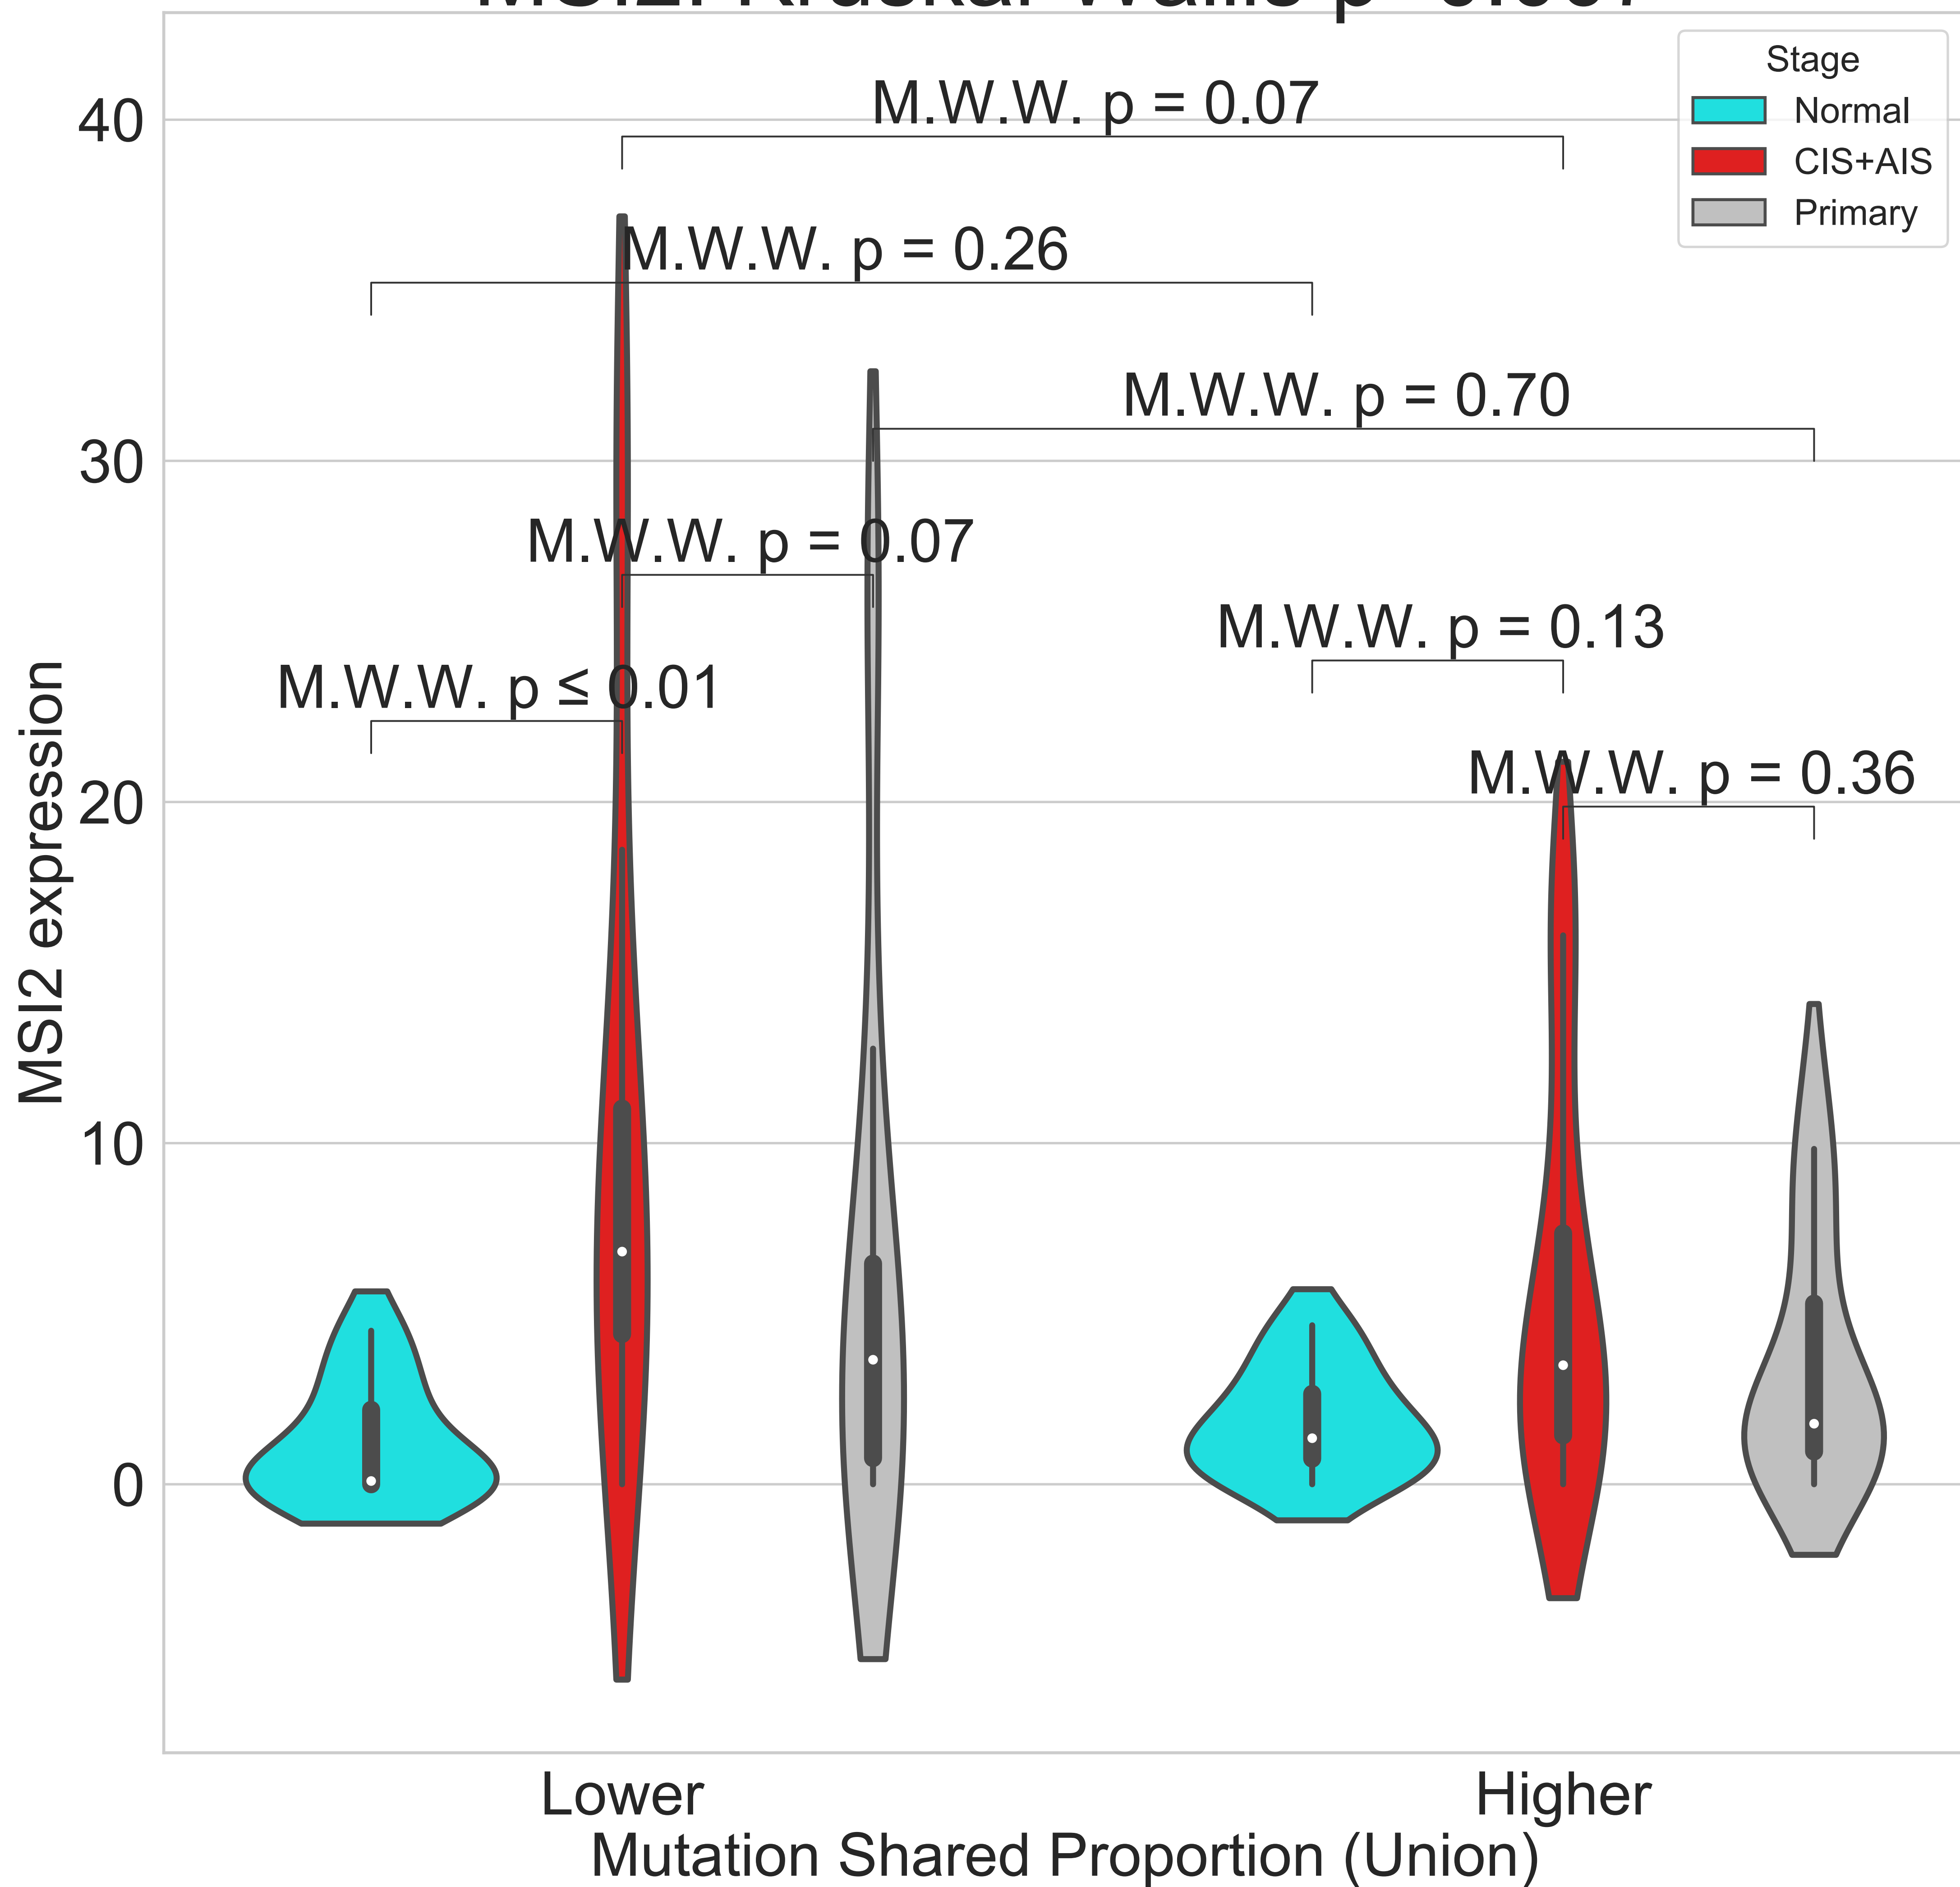 Stage
Normal
CIS+AIS
Primary
M.W.W. p = 0.07
M.W.W. p = 0.26
M.W.W. p = 0.70
M.W.W. p = 0.07
M.W.W. p = 0.13
M.W.W. p ≤ 0.01
M.W.W. p = 0.36
40
30
20
10
0
MSI2 expression
Lower
Higher
Mutation Shared Proportion (Union)